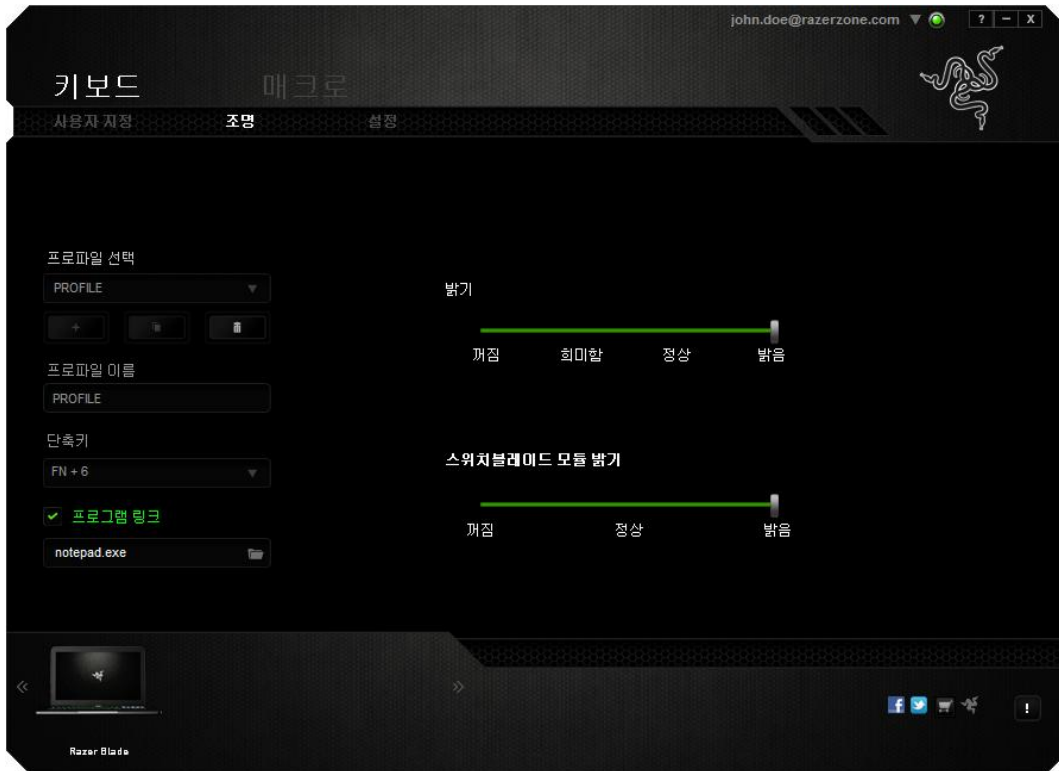 john.doe@razerzone.com
? - X
키보드 매크로
사용자 지정 조명 설정
프로파일 선택
PROFILE
프로파일 이름
PROFILE
단축키
FN + 6
프로그램 링크
notepad.exe
밝기
꺼짐 희미함 정상 밝음
스위치블레이드 모듈 밝기
꺼짐 정상 밝음
Razer Blade
!